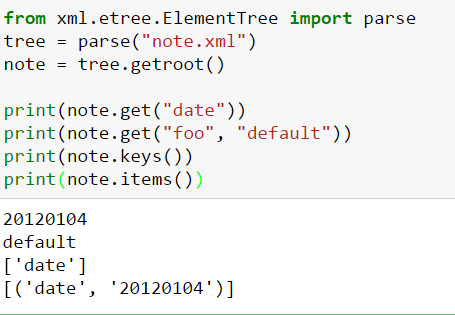 from xml.etree.ElementTree import parse
tree = parse("note.xml")
note = tree.getroot()
print(note.get("date"))
print(note.get("foo", "default"))
print(note.keys())
print(note.items())
20120104
default
['date']
[('date', '20120104')]